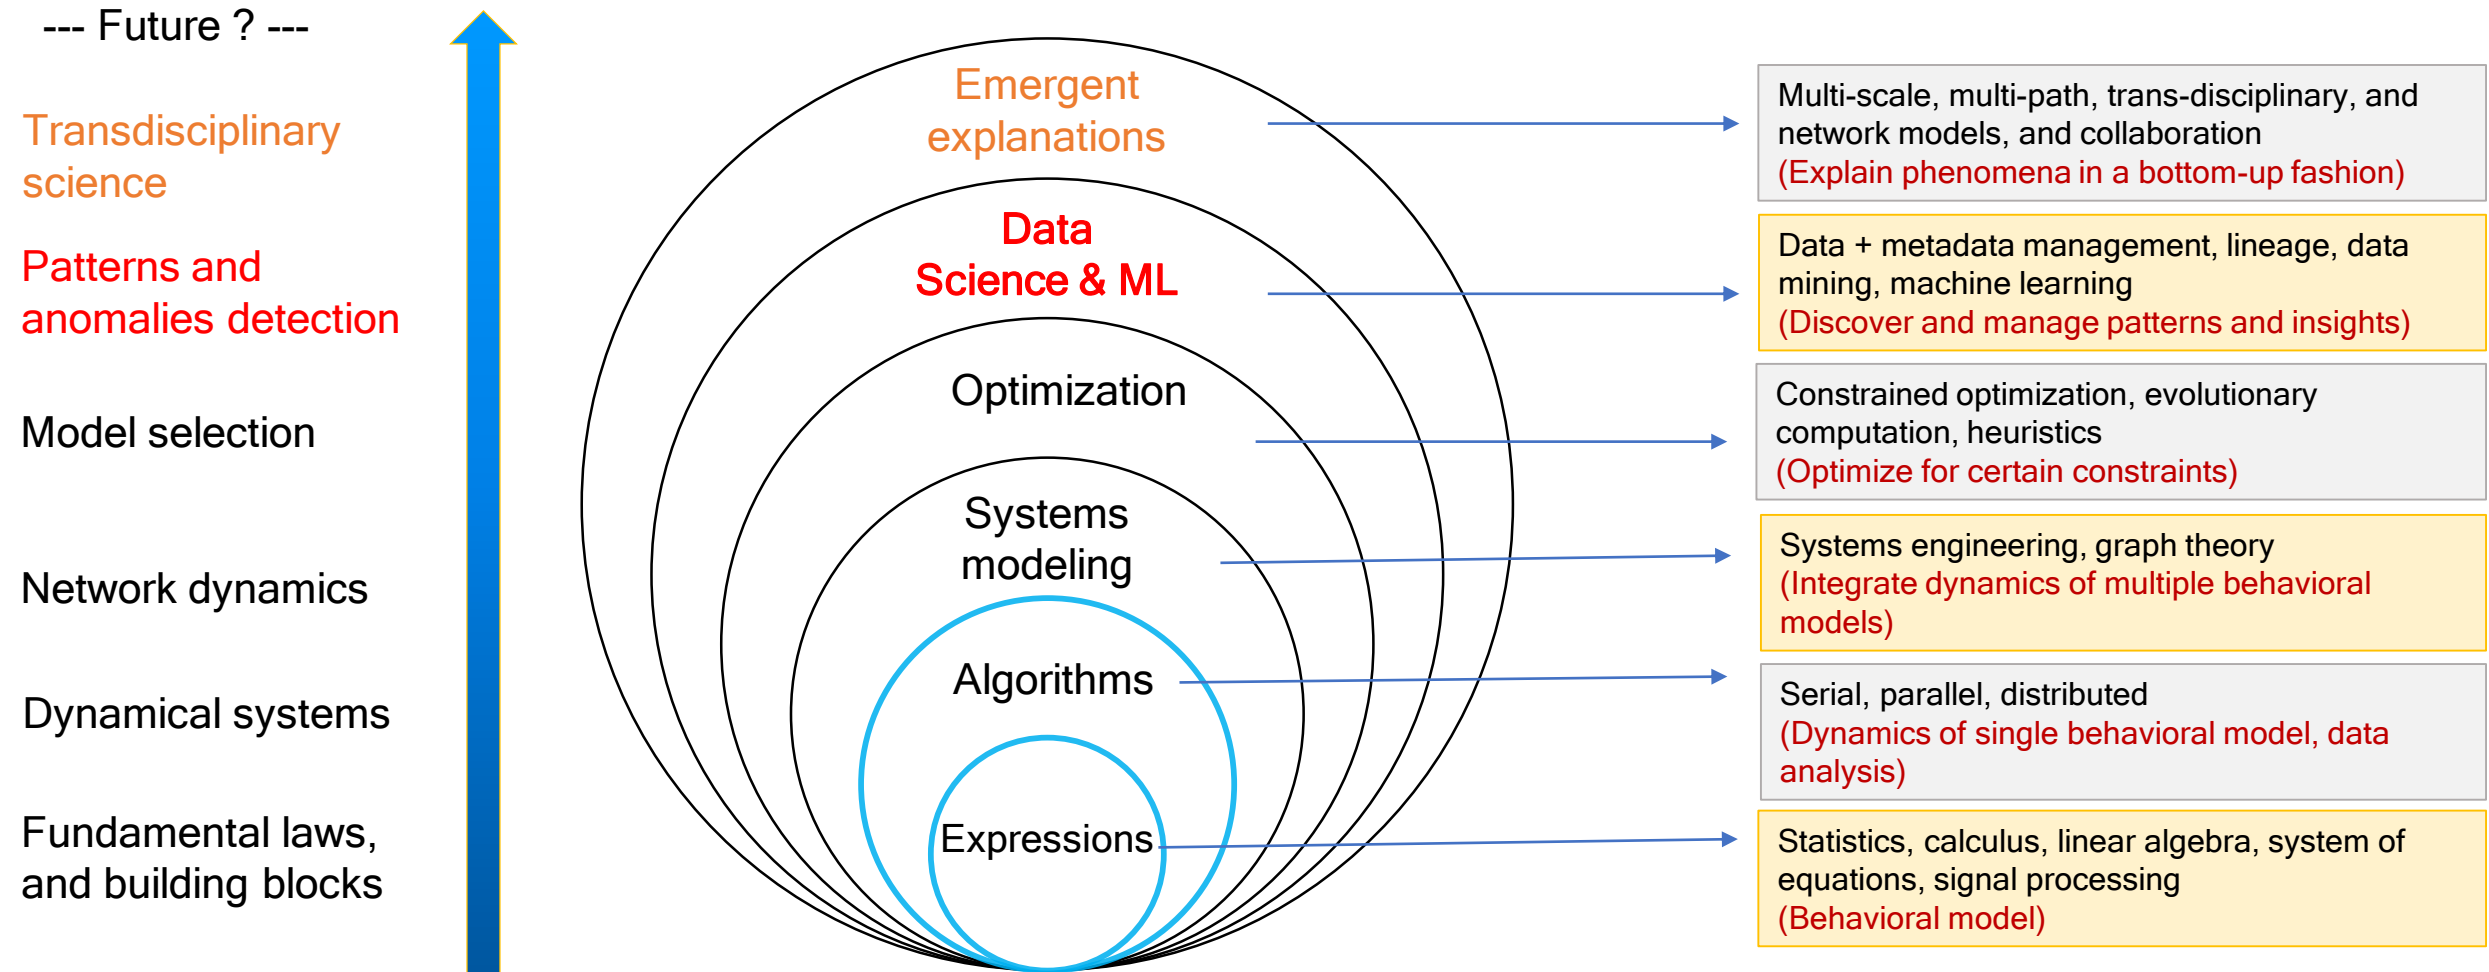 --- Future ? ---
Transdisciplinary
science
Patterns and
anomalies detection
Model selection
Network dynamics
Dynamical systems
Fundamental laws,
and building blocks
Emergent
explanations
Data
Science & ML
Optimization
Systems
modeling
Algorithms
Expressions
Multi-scale, multi-path, trans-disciplinary, and
network models, and collaboration
(Explain phenomena in a bottom-up fashion)
Data + metadata management, lineage, data
mining, machine learning
(Discover and manage patterns and insights)
Constrained optimization, evolutionary
computation, heuristics
(Optimize for certain constraints)
Systems engineering, graph theory
(Integrate dynamics of multiple behavioral
models)
Serial, parallel, distributed
(Dynamics of single behavioral model, data
analysis)
Statistics, calculus, linear algebra, system of
equations, signal processing
(Behavioral model)